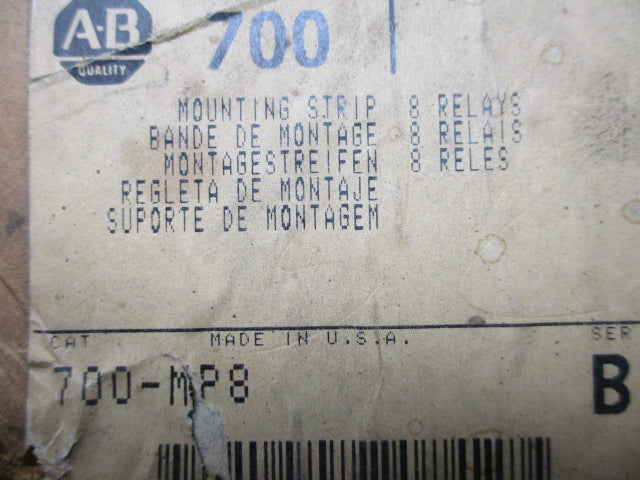 A-B
QUALITY
700
MOUNTING STRIP 8 RELAYS
BANDE DE MONTAGE 8 RELAIS
MONTAGESTREIFEN 8 RELES
REGLETA DE MONTAJE
SUPORTE DE MONTAGEM
CAT MADE IN U.S.A. SER
700-MP8 B